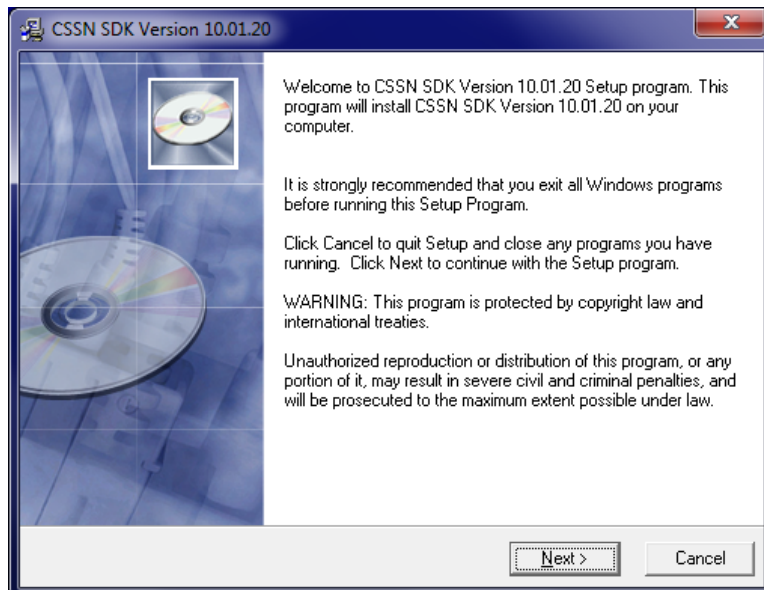 CSSN SDK Version 10.01.20
Welcome to CSSN SDK Version 10.01.20 Setup program. This
program will install CSSN SDK Version 10.01.20 on your
computer.
It is strongly recommended that you exit all Windows programs
before running this Setup Program.
Click Cancel to quit Setup and close any programs you have
running. Click Next to continue with the Setup program.
WARNING: This program is protected by copyright law and
international treaties.
Unauthorized reproduction or distribution of this program, or any
portion of it, may result in severe civil and criminal penalties, and
will be prosecuted to the maximum extent possible under law.
Next >
Cancel